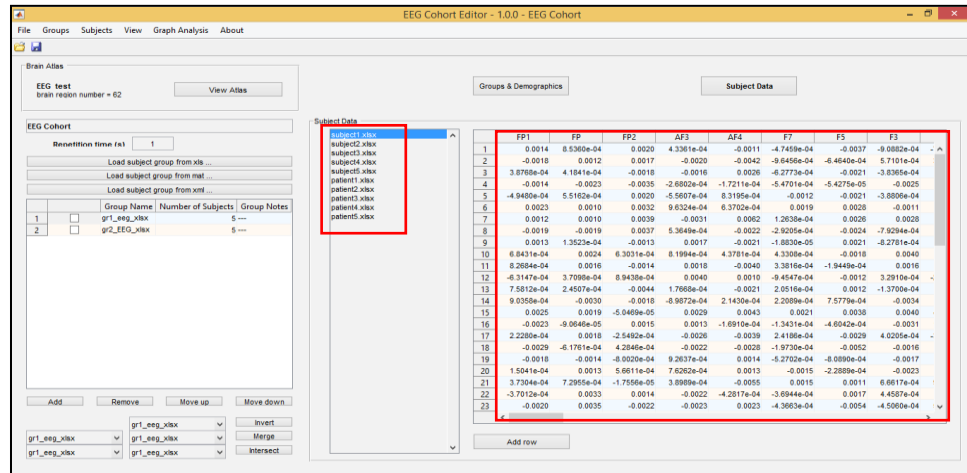 EEG Cohort Editor - 1.0.0 - EEG Cohort
File Groups Subjects View Graph Analysis About
Brain Atlas
EEG test
brain region number = 62
View Atlas
EEG Cohort
Repetition time (s) 1
Load subject group from xls ...
Load subject group from mat ...
Load subject group from xml ...
Group Name Number of Subjects Group Notes
1 gr1_eeg_xlsx 5 ---
2 gr2_EEG_xlsx 5 ---
Add Remove Move up Move down
gr1_eeg_xlsx Invert
gr1_eeg_xlsx gr1_eeg_xlsx Merge
gr1_eeg_xlsx gr1_eeg_xlsx Intersect
Groups & Demographics Subject Data
Subject Data
subject1.xlsx
subject2.xlsx
subject3.xlsx
subject4.xlsx
subject5.xlsx
patient1.xlsx
patient2.xlsx
patient3.xlsx
patient4.xlsx
patient5.xlsx
FP1 FP FP2 AF3 AF4 F7 F5 F3
1 0.0014 8.5360e-04 0.0020 4.3361e-04 -0.0011 -4.7459e-04 -0.0037 -9.0882e-04
2 -0.0018 0.0012 0.0017 -0.0020 -0.0042 -9.6456e-04 -6.4640e-04 5.7101e-04
3 3.8768e-04 4.1841e-04 -0.0018 -0.0016 0.0026 -6.2773e-04 -0.0021 -3.8365e-04
4 -0.0014 -0.0023 -0.0035 -2.6802e-04 -1.7211e-04 -5.4701e-04 -5.4275e-05 -0.0025
5 -4.9480e-04 5.5162e-04 0.0020 -5.5607e-04 8.3195e-04 -0.0012 -0.0021 -3.8806e-04
6 0.0023 0.0010 0.0032 9.6324e-04 6.3702e-04 0.0019 0.0028 -0.0011
7 0.0012 0.0010 0.0039 -0.0031 0.0062 1.2638e-04 0.0026 0.0028
8 -0.0019 -0.0019 0.0037 5.3649e-04 -0.0022 -2.9205e-04 -0.0024 -7.9294e-04
9 0.0013 1.3523e-04 -0.0013 0.0017 -0.0021 -1.8830e-05 0.0021 -8.2781e-04
10 6.8431e-04 0.0024 6.3031e-04 8.1994e-04 4.3781e-04 4.3308e-04 -0.0018 0.0040
11 8.2684e-04 0.0016 -0.0014 0.0018 -0.0040 3.3816e-04 -1.9449e-04 0.0016
12 -6.3147e-04 3.7098e-04 8.9438e-04 0.0040 0.0010 -9.4547e-04 -0.0012 3.2910e-04
13 7.5812e-04 2.4507e-04 -0.0044 1.7668e-04 -0.0021 2.0516e-04 0.0012 -1.3700e-04
14 9.0358e-04 -0.0030 -0.0018 -8.9872e-04 2.1430e-04 2.2089e-04 7.5779e-04 -0.0034
15 0.0025 0.0019 -5.0469e-05 0.0029 0.0043 0.0021 0.0038 0.0040
16 -0.0023 -9.0646e-05 0.0015 0.0013 -1.6910e-04 -1.3431e-04 -4.6042e-04 -0.0031
17 2.2280e-04 0.0018 -2.5492e-04 -0.0026 -0.0039 2.4186e-04 -0.0029 4.0205e-04
18 -0.0029 -6.1761e-04 4.2846e-04 -0.0022 -0.0028 -1.9730e-04 -0.0052 -0.0016
19 -0.0018 -0.0014 -8.0020e-04 9.2637e-04 0.0014 -5.2702e-04 -8.0890e-04 -0.0017
20 1.5041e-04 0.0013 5.6611e-04 7.6262e-04 0.0013 -0.0015 -2.2889e-04 -0.0023
21 3.7304e-04 7.2955e-04 -1.7556e-05 3.8989e-04 -0.0055 0.0015 0.0011 6.6617e-04
22 -3.7012e-04 0.0033 0.0014 -0.0022 -4.2817e-04 -3.6944e-04 0.0017 4.4587e-04
23 -0.0020 0.0035 -0.0022 -0.0023 0.0023 -4.3663e-04 -0.0054 -4.5060e-04
Add row